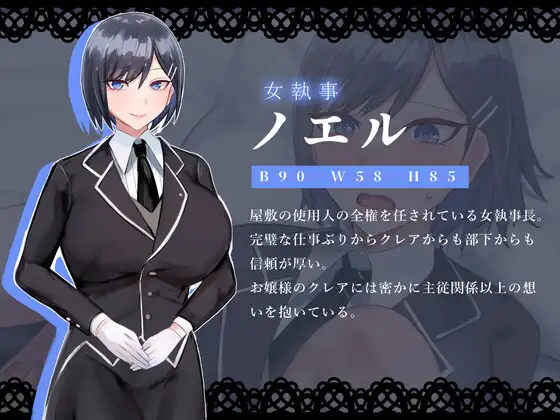 女執事
ノエル
B90 W58 H85
屋敷の使用人の全権を任されている女執事長。
完璧な仕事ぶりからクレアからも部下からも
信頼が厚い。
お嬢様のクレアには密かに主従関係以上の想
いを抱いている。